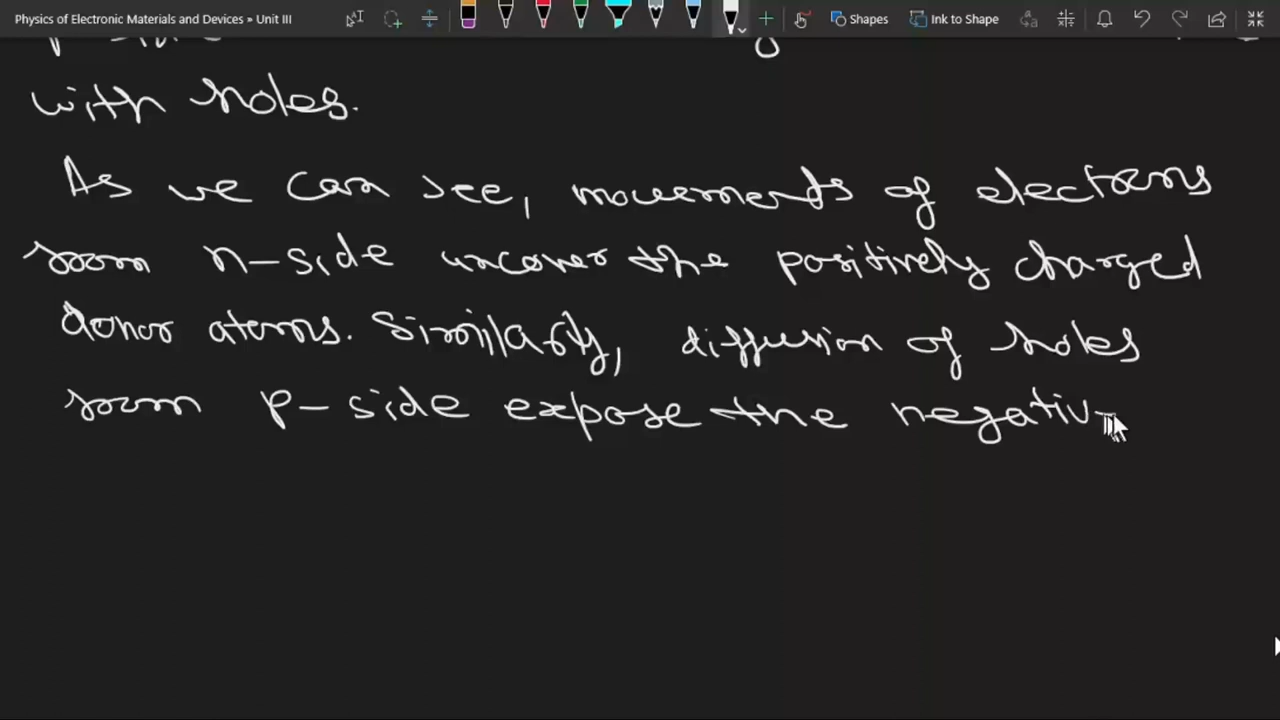 Physics of Electronic Materials and Devices » Unit III
Shapes
Ink to Shape
with holes.
As we can see, movements of electrons
from n-side uncover the positively charged
donor atoms. Similarly, diffusion of holes
from p-side expose the negativ